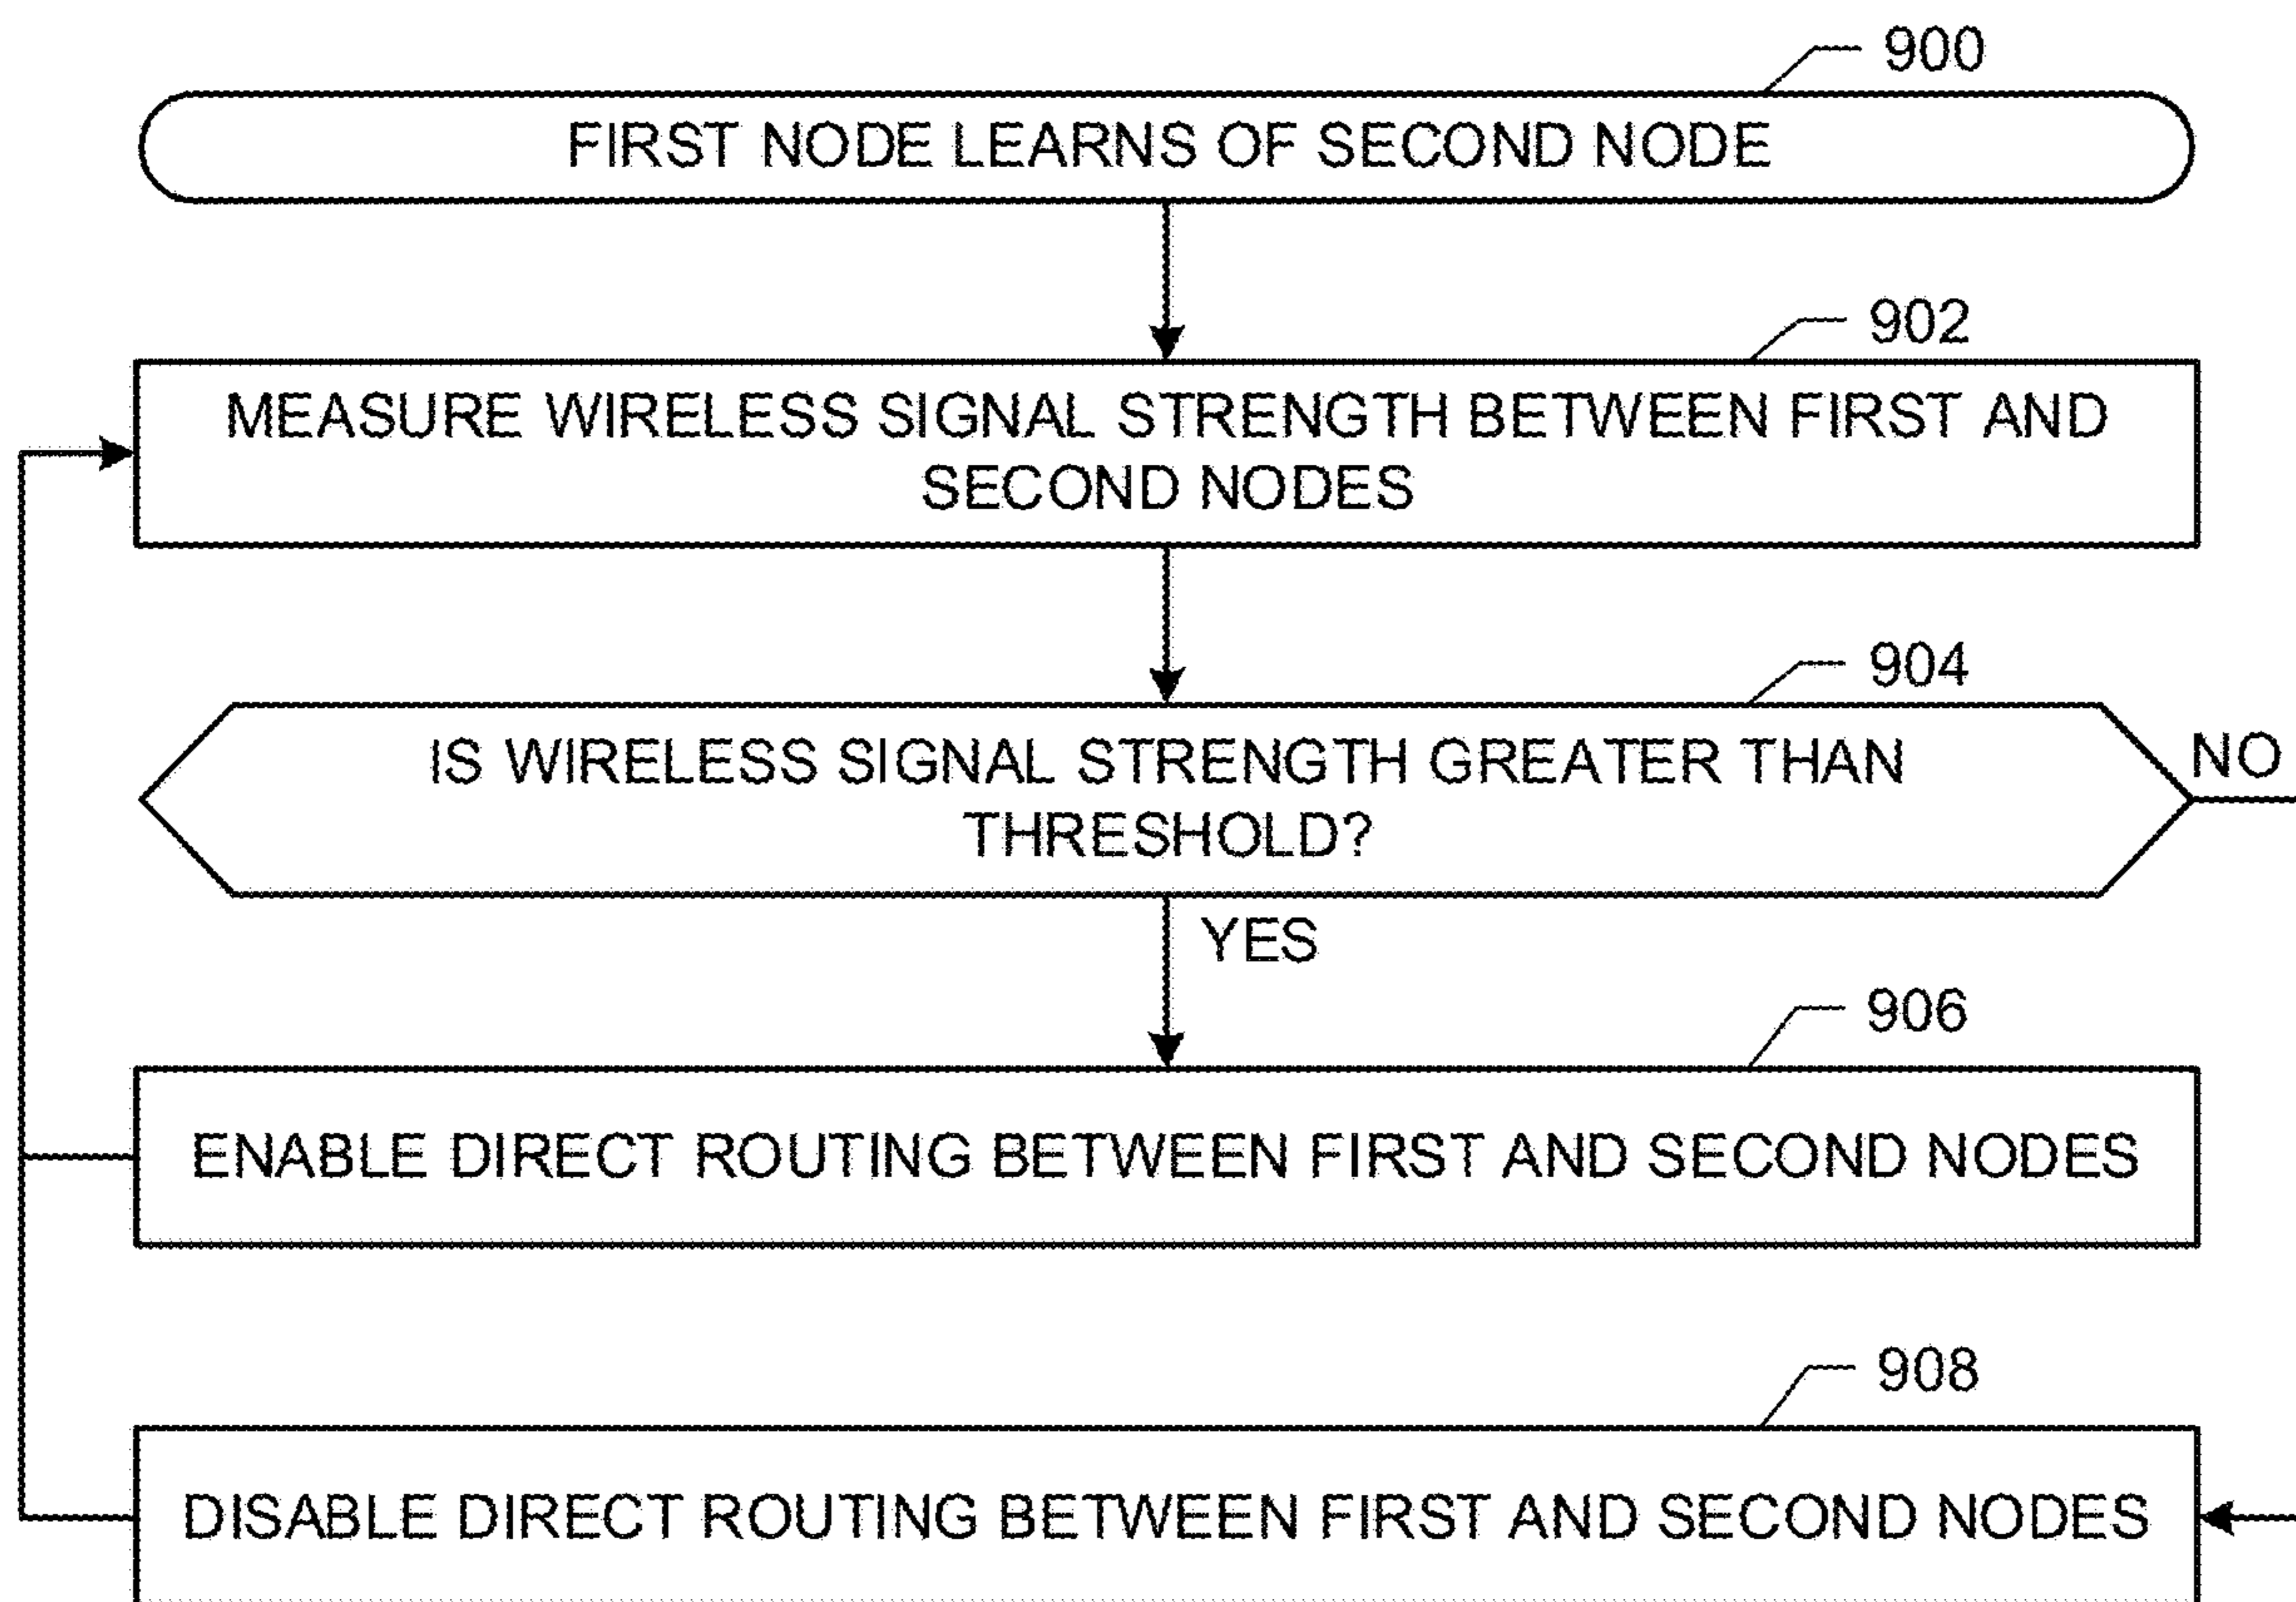 900
FIRST NODE LEARNS OF SECOND NODE
902
MEASURE WIRELESS SIGNAL STRENGTH BETWEEN FIRST AND
SECOND NODES
904
IS WIRELESS SIGNAL STRENGTH GREATER THAN
THRESHOLD?
NO
YES
906
ENABLE DIRECT ROUTING BETWEEN FIRST AND SECOND NODES
908
DISABLE DIRECT ROUTING BETWEEN FIRST AND SECOND NODES